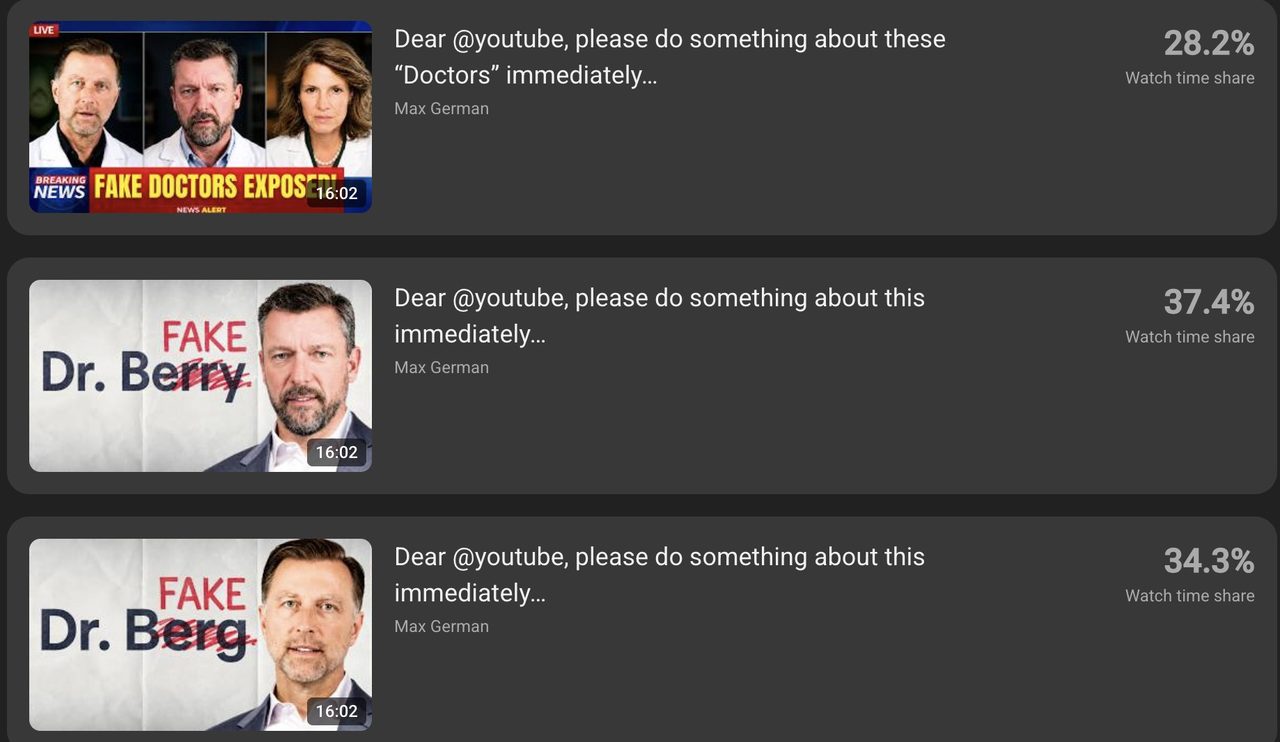 LIVE
BREAKING
NEWS
FAKE DOCTORS EXPOSED!
16:02
NEWS ALERT
Dear @youtube, please do something about these
“Doctors” immediately...
Max German
28.2%
Watch time share
FAKE
Dr. Berry
16:02
Dear @youtube, please do something about this
immediately...
Max German
37.4%
Watch time share
FAKE
Dr. Berg
16:02
Dear @youtube, please do something about this
immediately...
Max German
34.3%
Watch time share